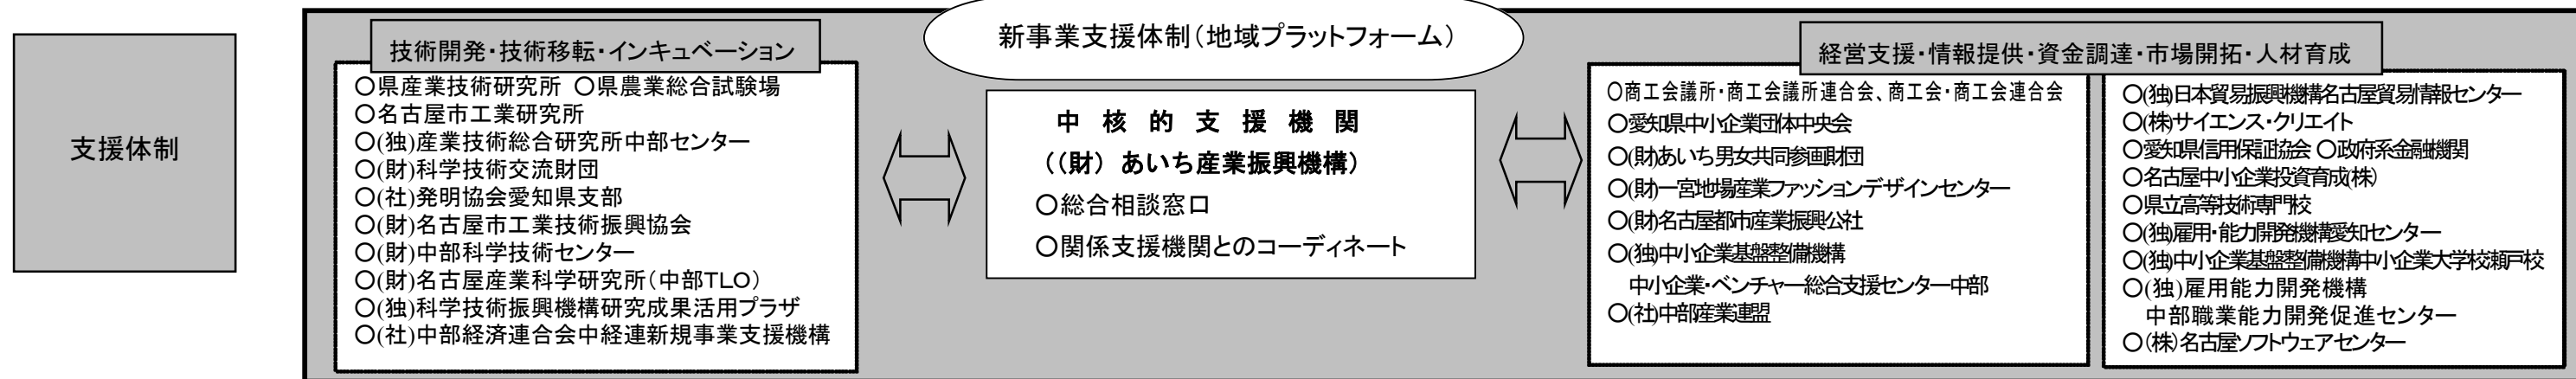 支援体制
新事業支援体制(地域プラットフォーム)
技術開発・技術移転・インキュベーション
○県産業技術研究所 ○県農業総合試験場
○名古屋市工業研究所
○(独)産業技術総合研究所中部センター
○(財)科学技術交流財団
○(社)発明協会愛知県支部
○(財)名古屋市工業技術振興協会
○(財)中部科学技術センター
○(財)名古屋産業科学研究所(中部TLO)
○(独)科学技術振興機構研究成果活用プラザ
○(社)中部経済連合会中経連新規事業支援機構
中核的支援機関
((財)あいち産業振興機構)
○総合相談窓口
○関係支援機関とのコーディネート
経営支援・情報提供・資金調達・市場開拓・人材育成
○商工会議所・商工会議所連合会、商工会・商工会連合会
○愛知県中小企業団体中央会
○(財)あいち男女共同参画財団
○(財)一宮地場産業ファッションデザインセンター
○(財)名古屋都市産業振興公社
○(独)中小企業基盤整備機構
中小企業・ベンチャー総合支援センター中部
○(社)中部産業連盟
○(独)日本貿易振興機構名古屋貿易情報センター
○(株)サイエンス・クリエイト
○愛知県信用保証協会 ○政府系金融機関
○名古屋中小企業投資育成(株)
○県立高等技術専門校
○(独)雇用・能力開発機構愛知センター
○(独)中小企業基盤整備機構中小企業大学校瀬戸校
○(独)雇用能力開発機構
中部職業能力開発促進センター
○(株)名古屋ソフトウェアセンター